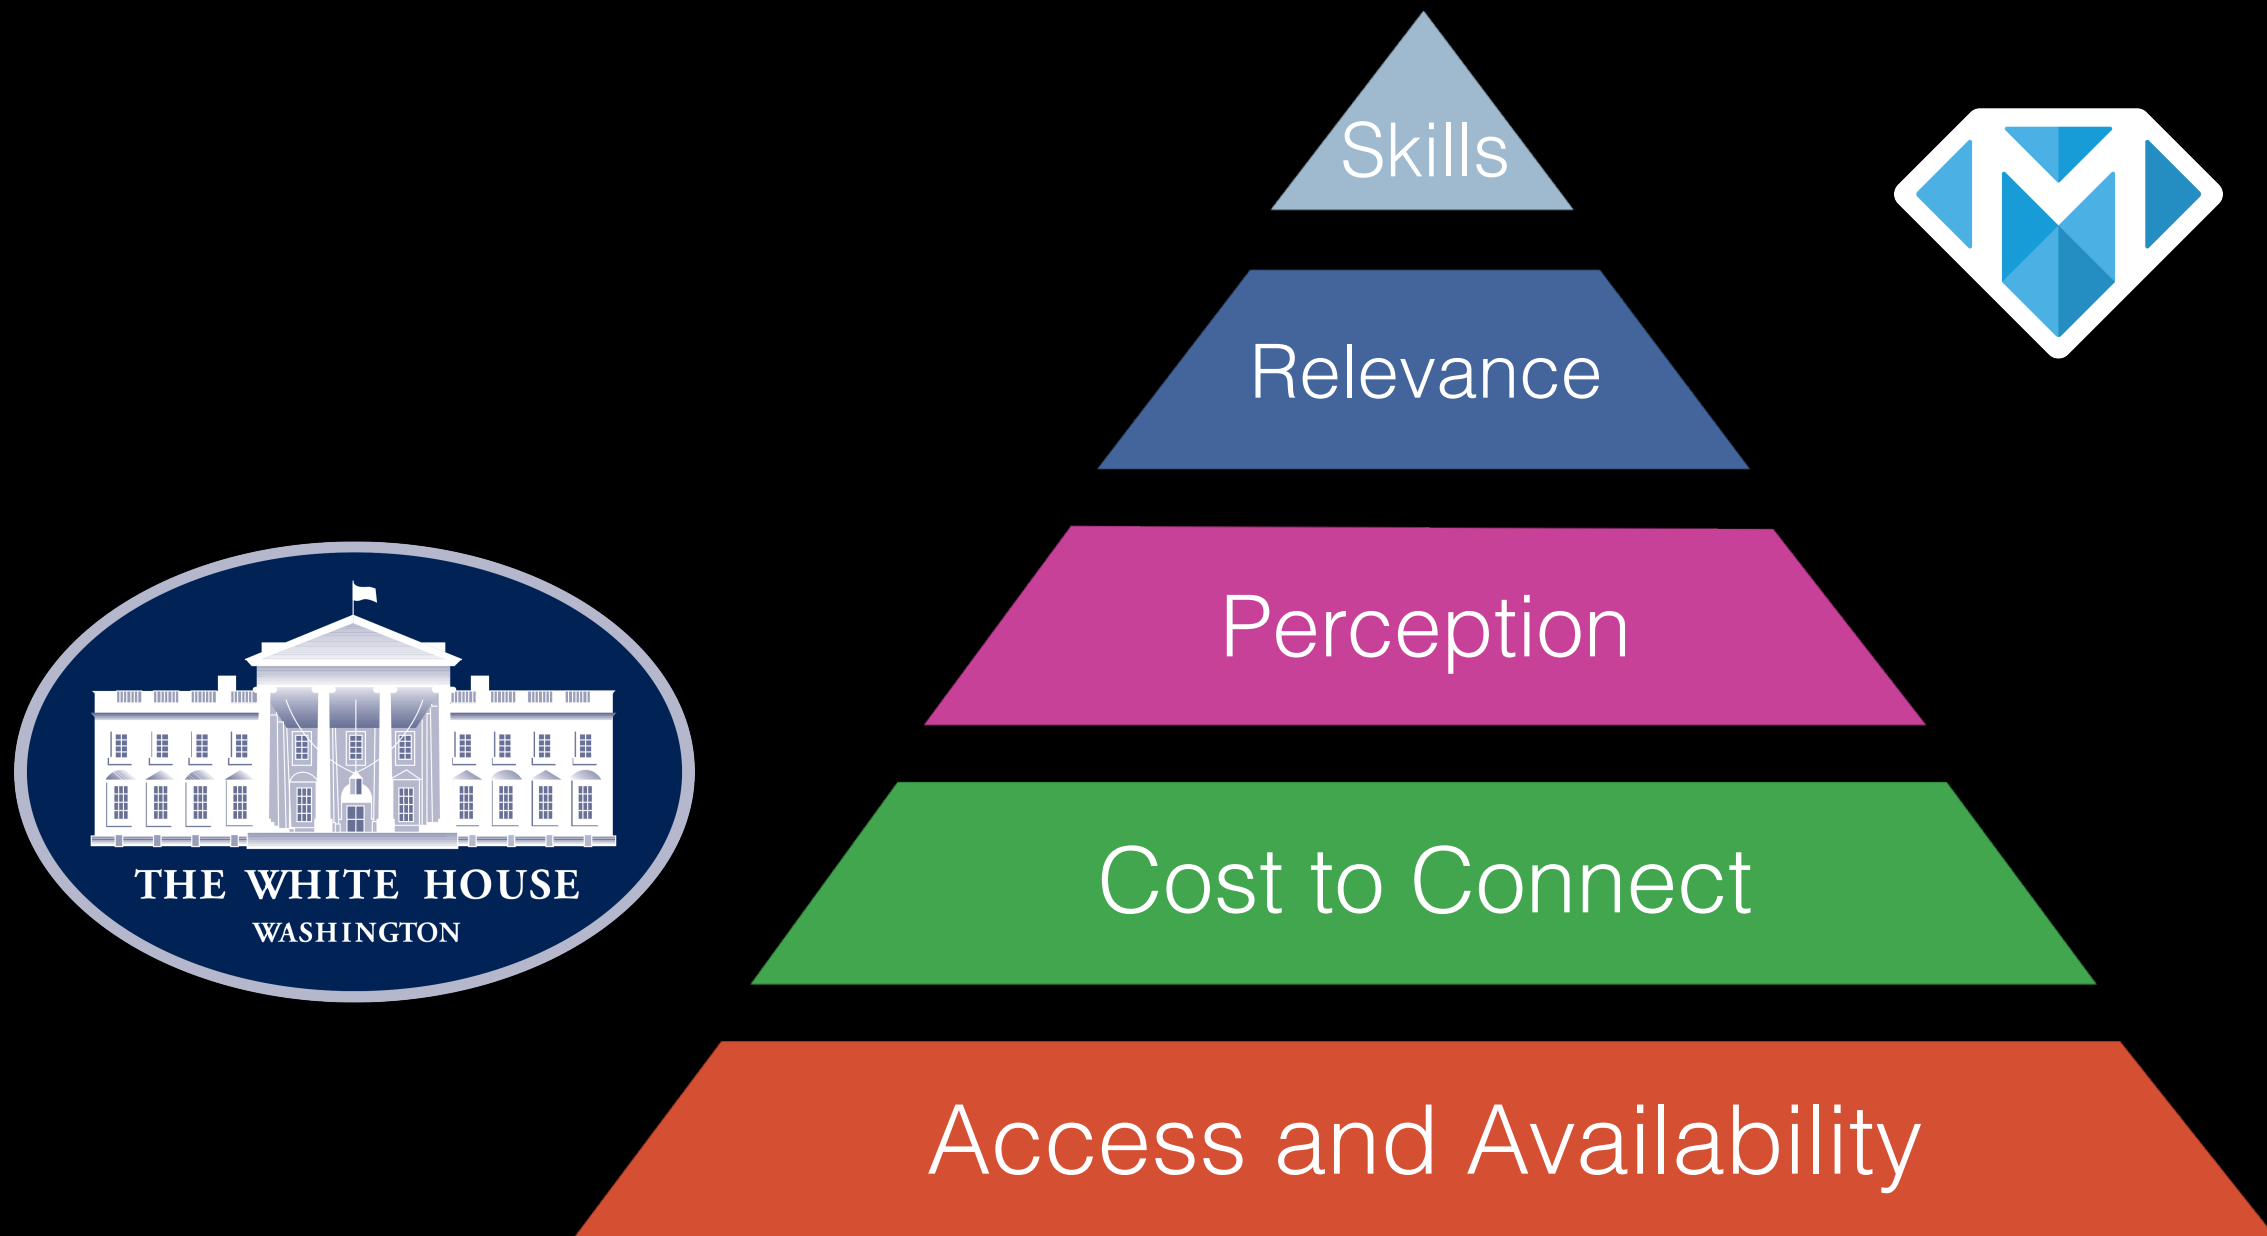 Skills
Relevance
Perception
Cost to Connect
Access and Availability
THE WHITE HOUSE
WASHINGTON